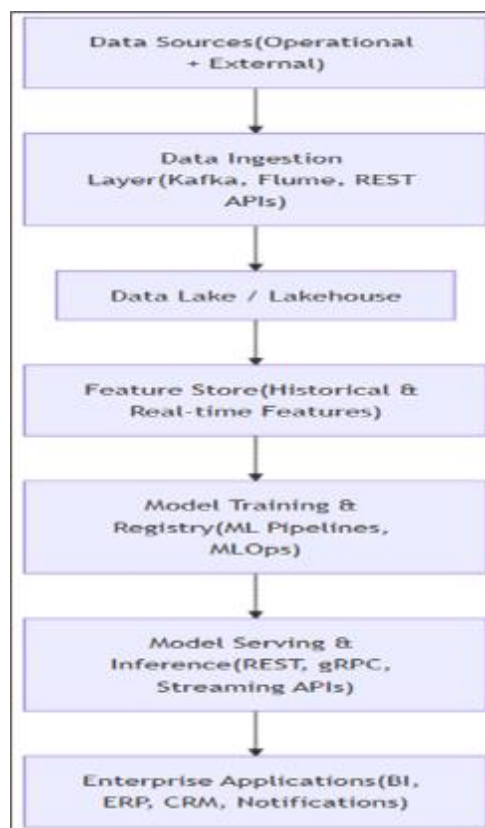 Data Sources(Operational
+ External)
Data Ingestion
Layer(Kafka, Flume, REST
APIs)
Data Lake / Lakehouse
Feature Store(Historical &
Real-time Features)
Model Training &
Registry(ML Pipelines,
MLOps)
Model Serving &
Inference(REST, gRPC,
Streaming APIs)
Enterprise Applications(BI,
ERP, CRM, Notifications)